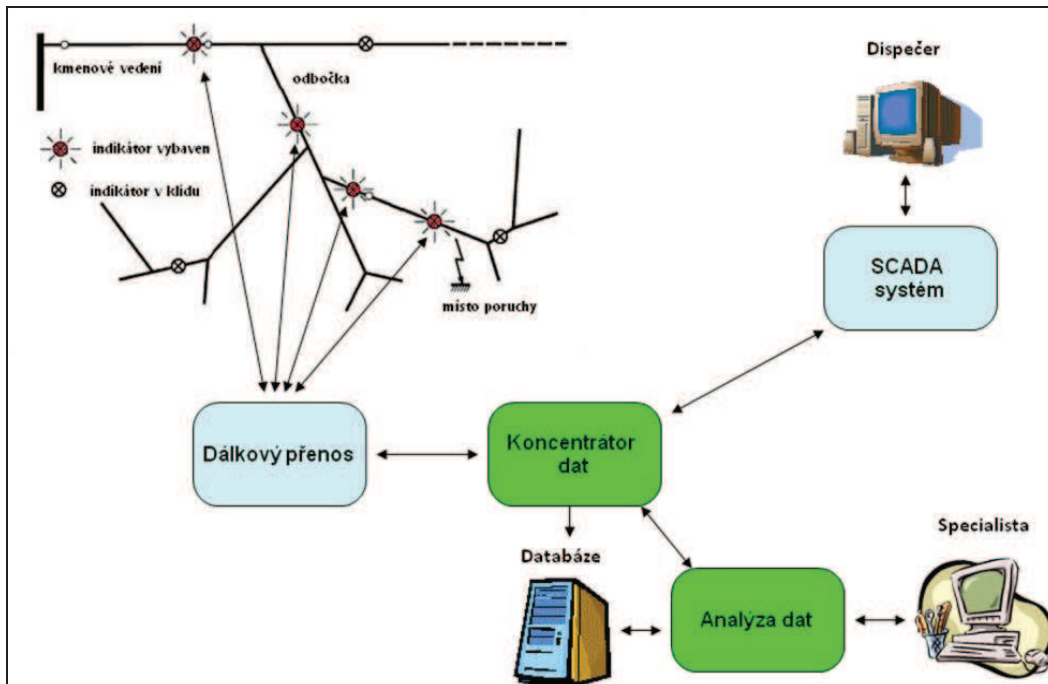 kmenové vedení
odbočka
indikátor vybaven
indikátor v klidu
místo poruchy
Dispečer
SCADA
systém
Dálkový přenos
Koncentrátor
dat
Databáze
Analýza dat
Specialista